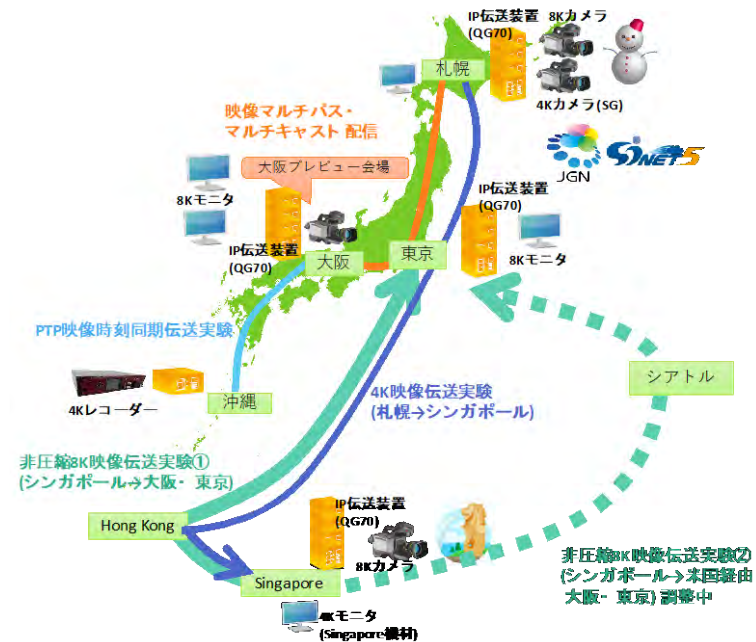 IP伝送装置
(QG70)
8Kカメラ
札幌
4Kカメラ(SG)
映像マルチパス・
マルチキャスト 配信
JGN
SINET5
大阪プレビュー会場
8Kモニタ
IP伝送装置
(QG70)
IP伝送装置
(QG70)
大阪
東京
8Kモニタ
PTP映像時刻同期伝送実験
4Kレコーダー
沖縄
4K映像伝送実験
(札幌→シンガポール)
シアトル
非圧縮8K映像伝送実験①
(シンガポール→大阪・東京)
Hong Kong
IP伝送装置
(QG70)
8Kカメラ
Singapore
4Kモニタ
(Singapore機材)
非圧縮8K映像伝送実験②
(シンガポール→米国経由
大阪・東京) 調整中